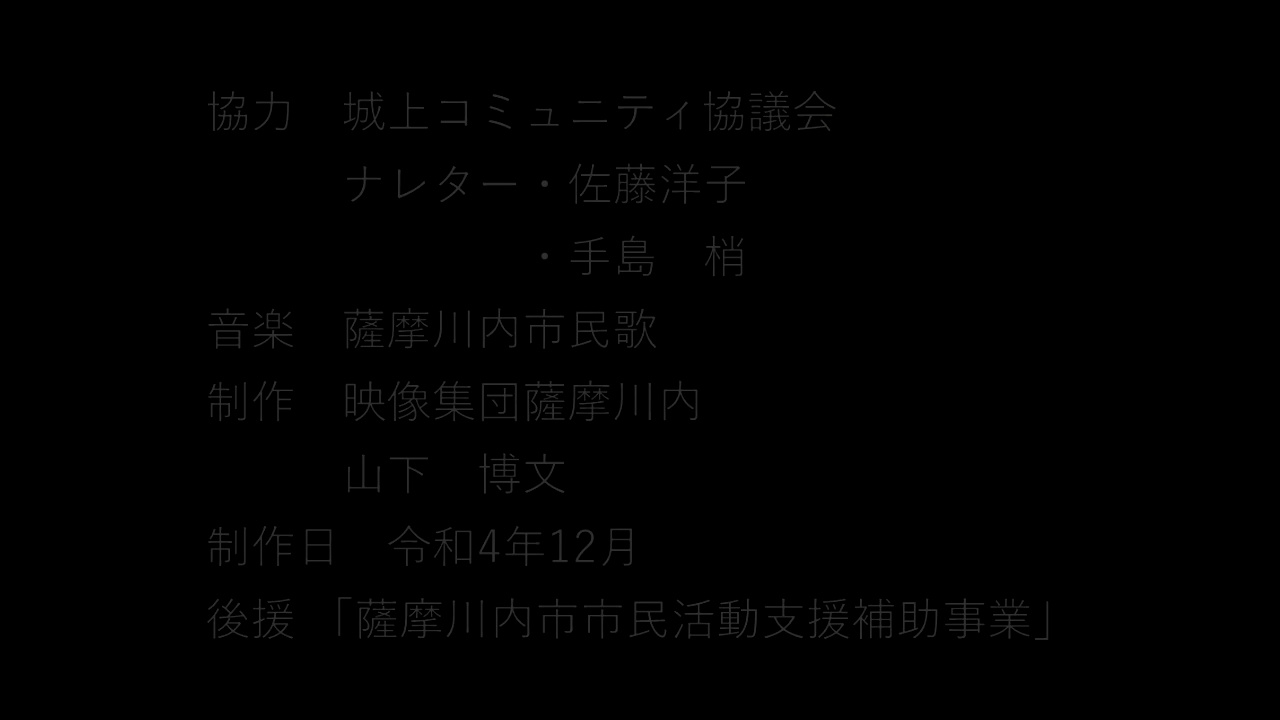 協力　城上コミュニティ協議会
ナレター・佐藤洋子
・手島　梢
音楽　薩摩川内市民歌
制作　映像集団薩摩川内
山下　博文
制作日　令和4年12月
後援「薩摩川内市市民活動支援補助事業」